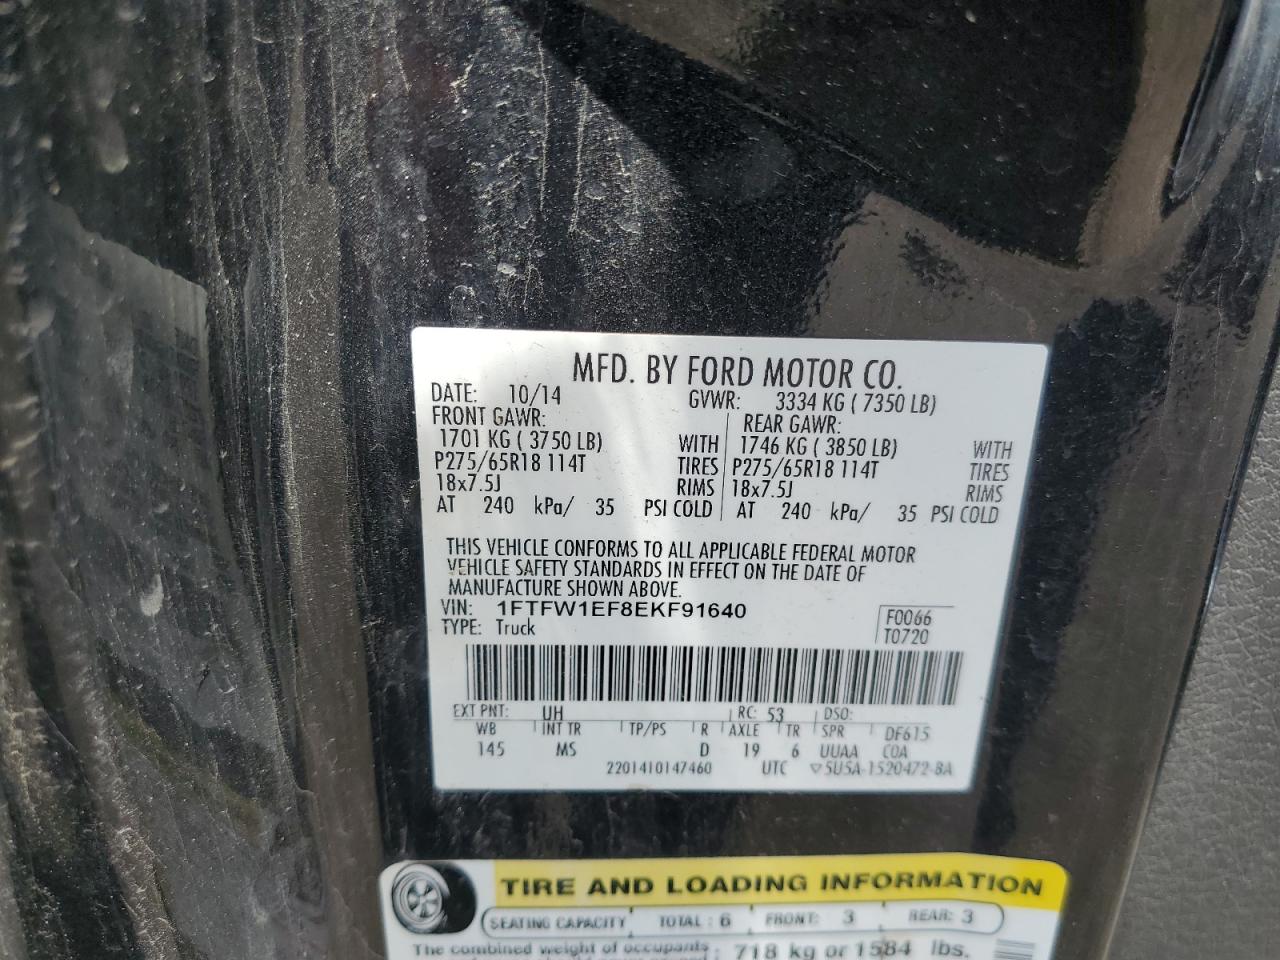 MFD. BY FORD MOTOR CO.
DATE: 10/14 GVWR: 3334 KG ( 7350 LB)
FRONT GAWR: REAR GAWR:
1701 KG ( 3750 LB) WITH 1746 KG ( 3850 LB) WITH
P275/65R18 114T TIRES P275/65R18 114T TIRES
18x7.5J RIMS 18x7.5J RIMS
AT 240 kPa/ 35 PSI COLD AT 240 kPa/ 35 PSI COLD
THIS VEHICLE CONFORMS TO ALL APPLICABLE FEDERAL MOTOR
VEHICLE SAFETY STANDARDS IN EFFECT ON THE DATE OF
MANUFACTURE SHOWN ABOVE.
VIN: 1FTFW1EF8EKF91640 F0066
TYPE: Truck T0720
EXT PNT: UH RC: 53 DSO:
WB INT TR TP/PS R AXLE TR SPR DF615
145 MS D 19 6 UUAA COA
2201410147460 UTC ▽5U5A-1520472-BA
TIRE AND LOADING INFORMATION
SEATING CAPACITY TOTAL : 6 FRONT: 3 REAR: 3
The combined weight of occupants : 718 kg or 1584 lbs.